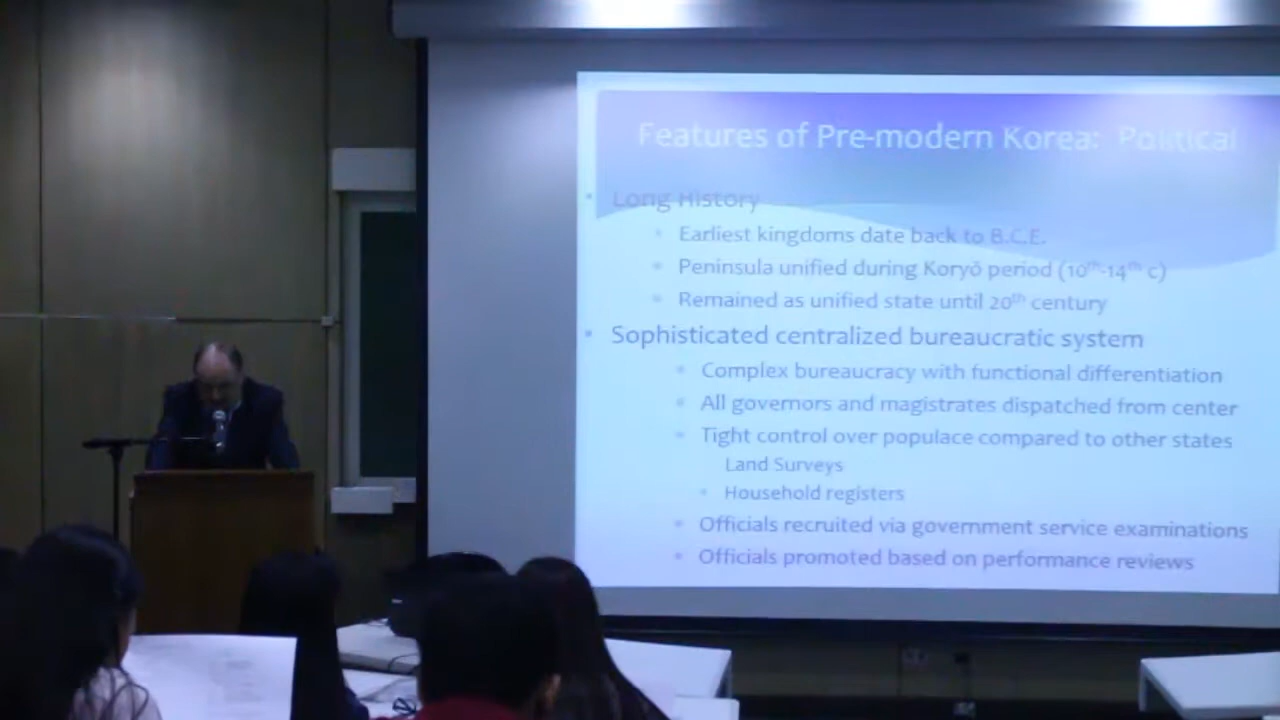 Features of Pre-modern Korea: Political
• Long History
• Earliest kingdoms date back to B.C.E.
• Peninsula unified during Koryŏ period (10th-14th c)
• Remained as unified state until 20th century
• Sophisticated centralized bureaucratic system
• Complex bureaucracy with functional differentiation
• All governors and magistrates dispatched from center
• Tight control over populace compared to other states
Land Surveys
• Household registers
• Officials recruited via government service examinations
• Officials promoted based on performance reviews